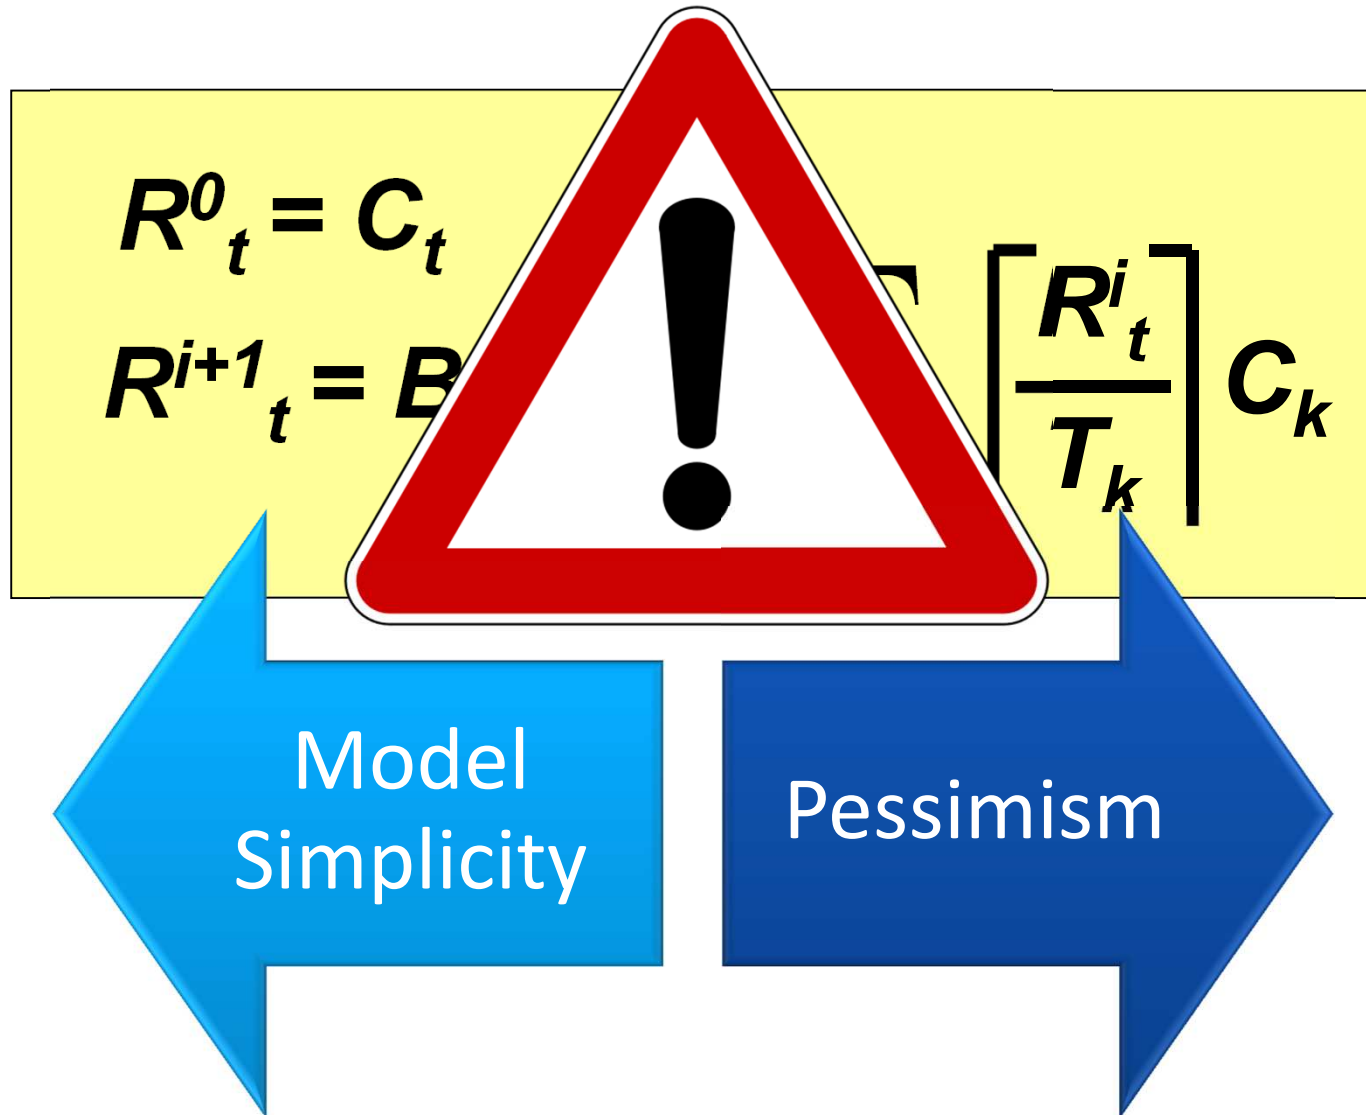 R⁰ₜ = Cₜ
Rⁱ⁺¹ₜ = B
⌈Rⁱₜ / Tₖ⌉ Cₖ
Model
Simplicity
Pessimism